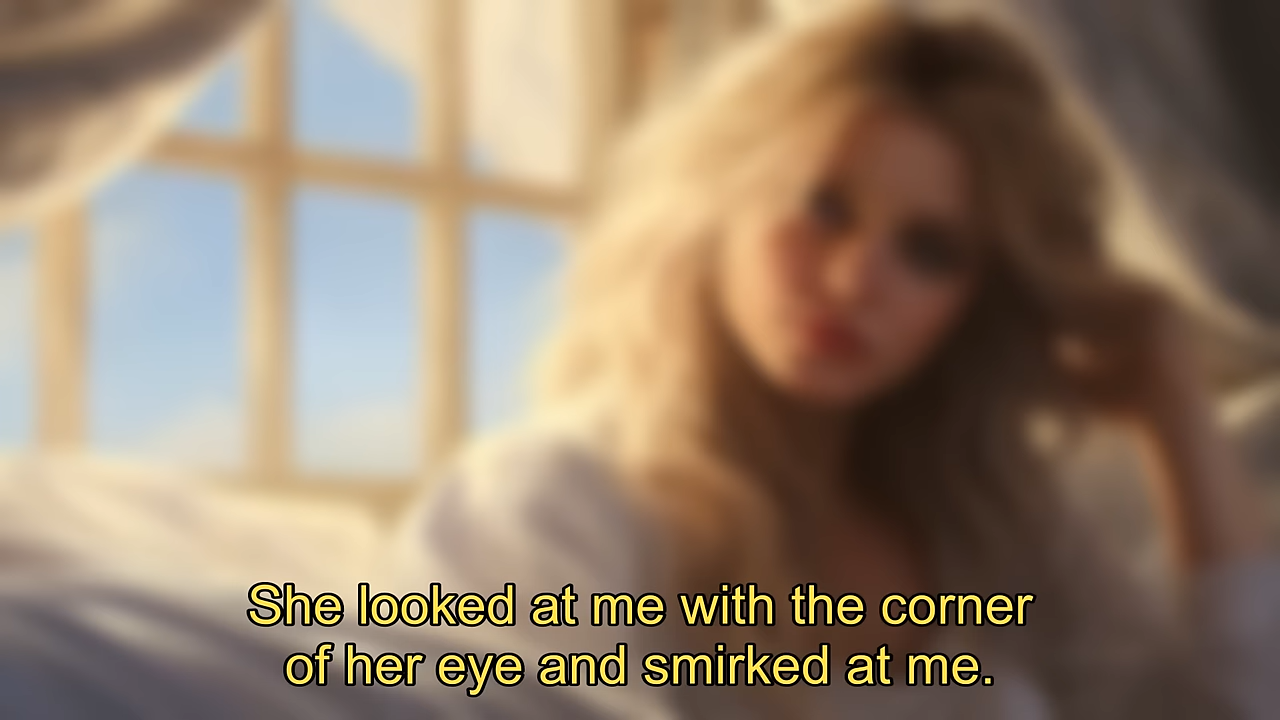 She looked at me with the corner
of her eye and smirked at me.